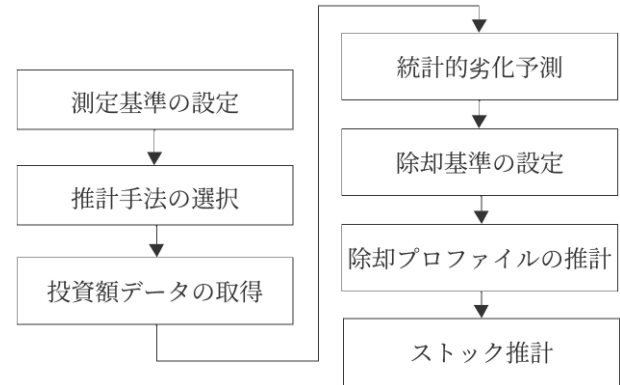 測定基準の設定
推計手法の選択
投資額データの取得
統計的劣化予測
除却基準の設定
除却プロファイルの推計
ストック推計